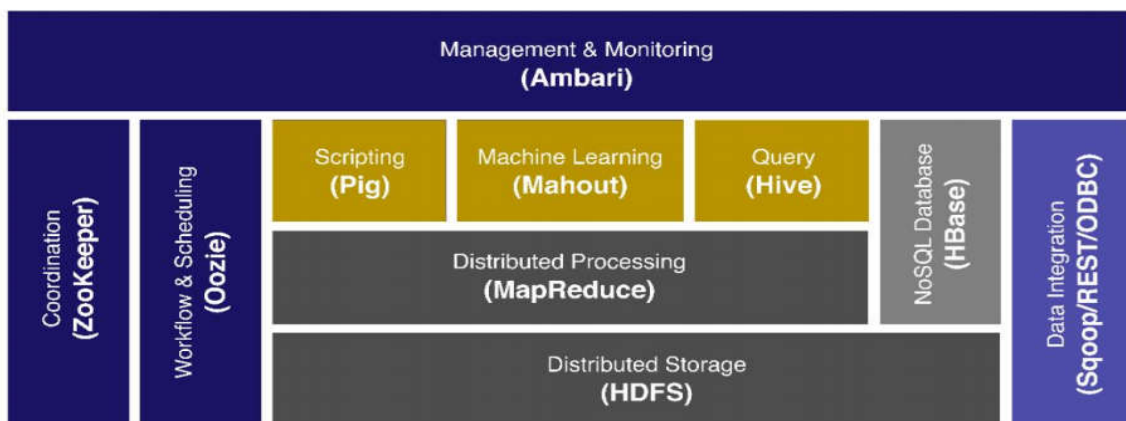 Management & Monitoring
(Ambari)
Coordination
(ZooKeeper)
Workflow & Scheduling
(Oozie)
Scripting
(Pig)
Machine Learning
(Mahout)
Query
(Hive)
NoSQL Database
(HBase)
Data Integration
(Sqoop/REST/ODBC)
Distributed Processing
(MapReduce)
Distributed Storage
(HDFS)